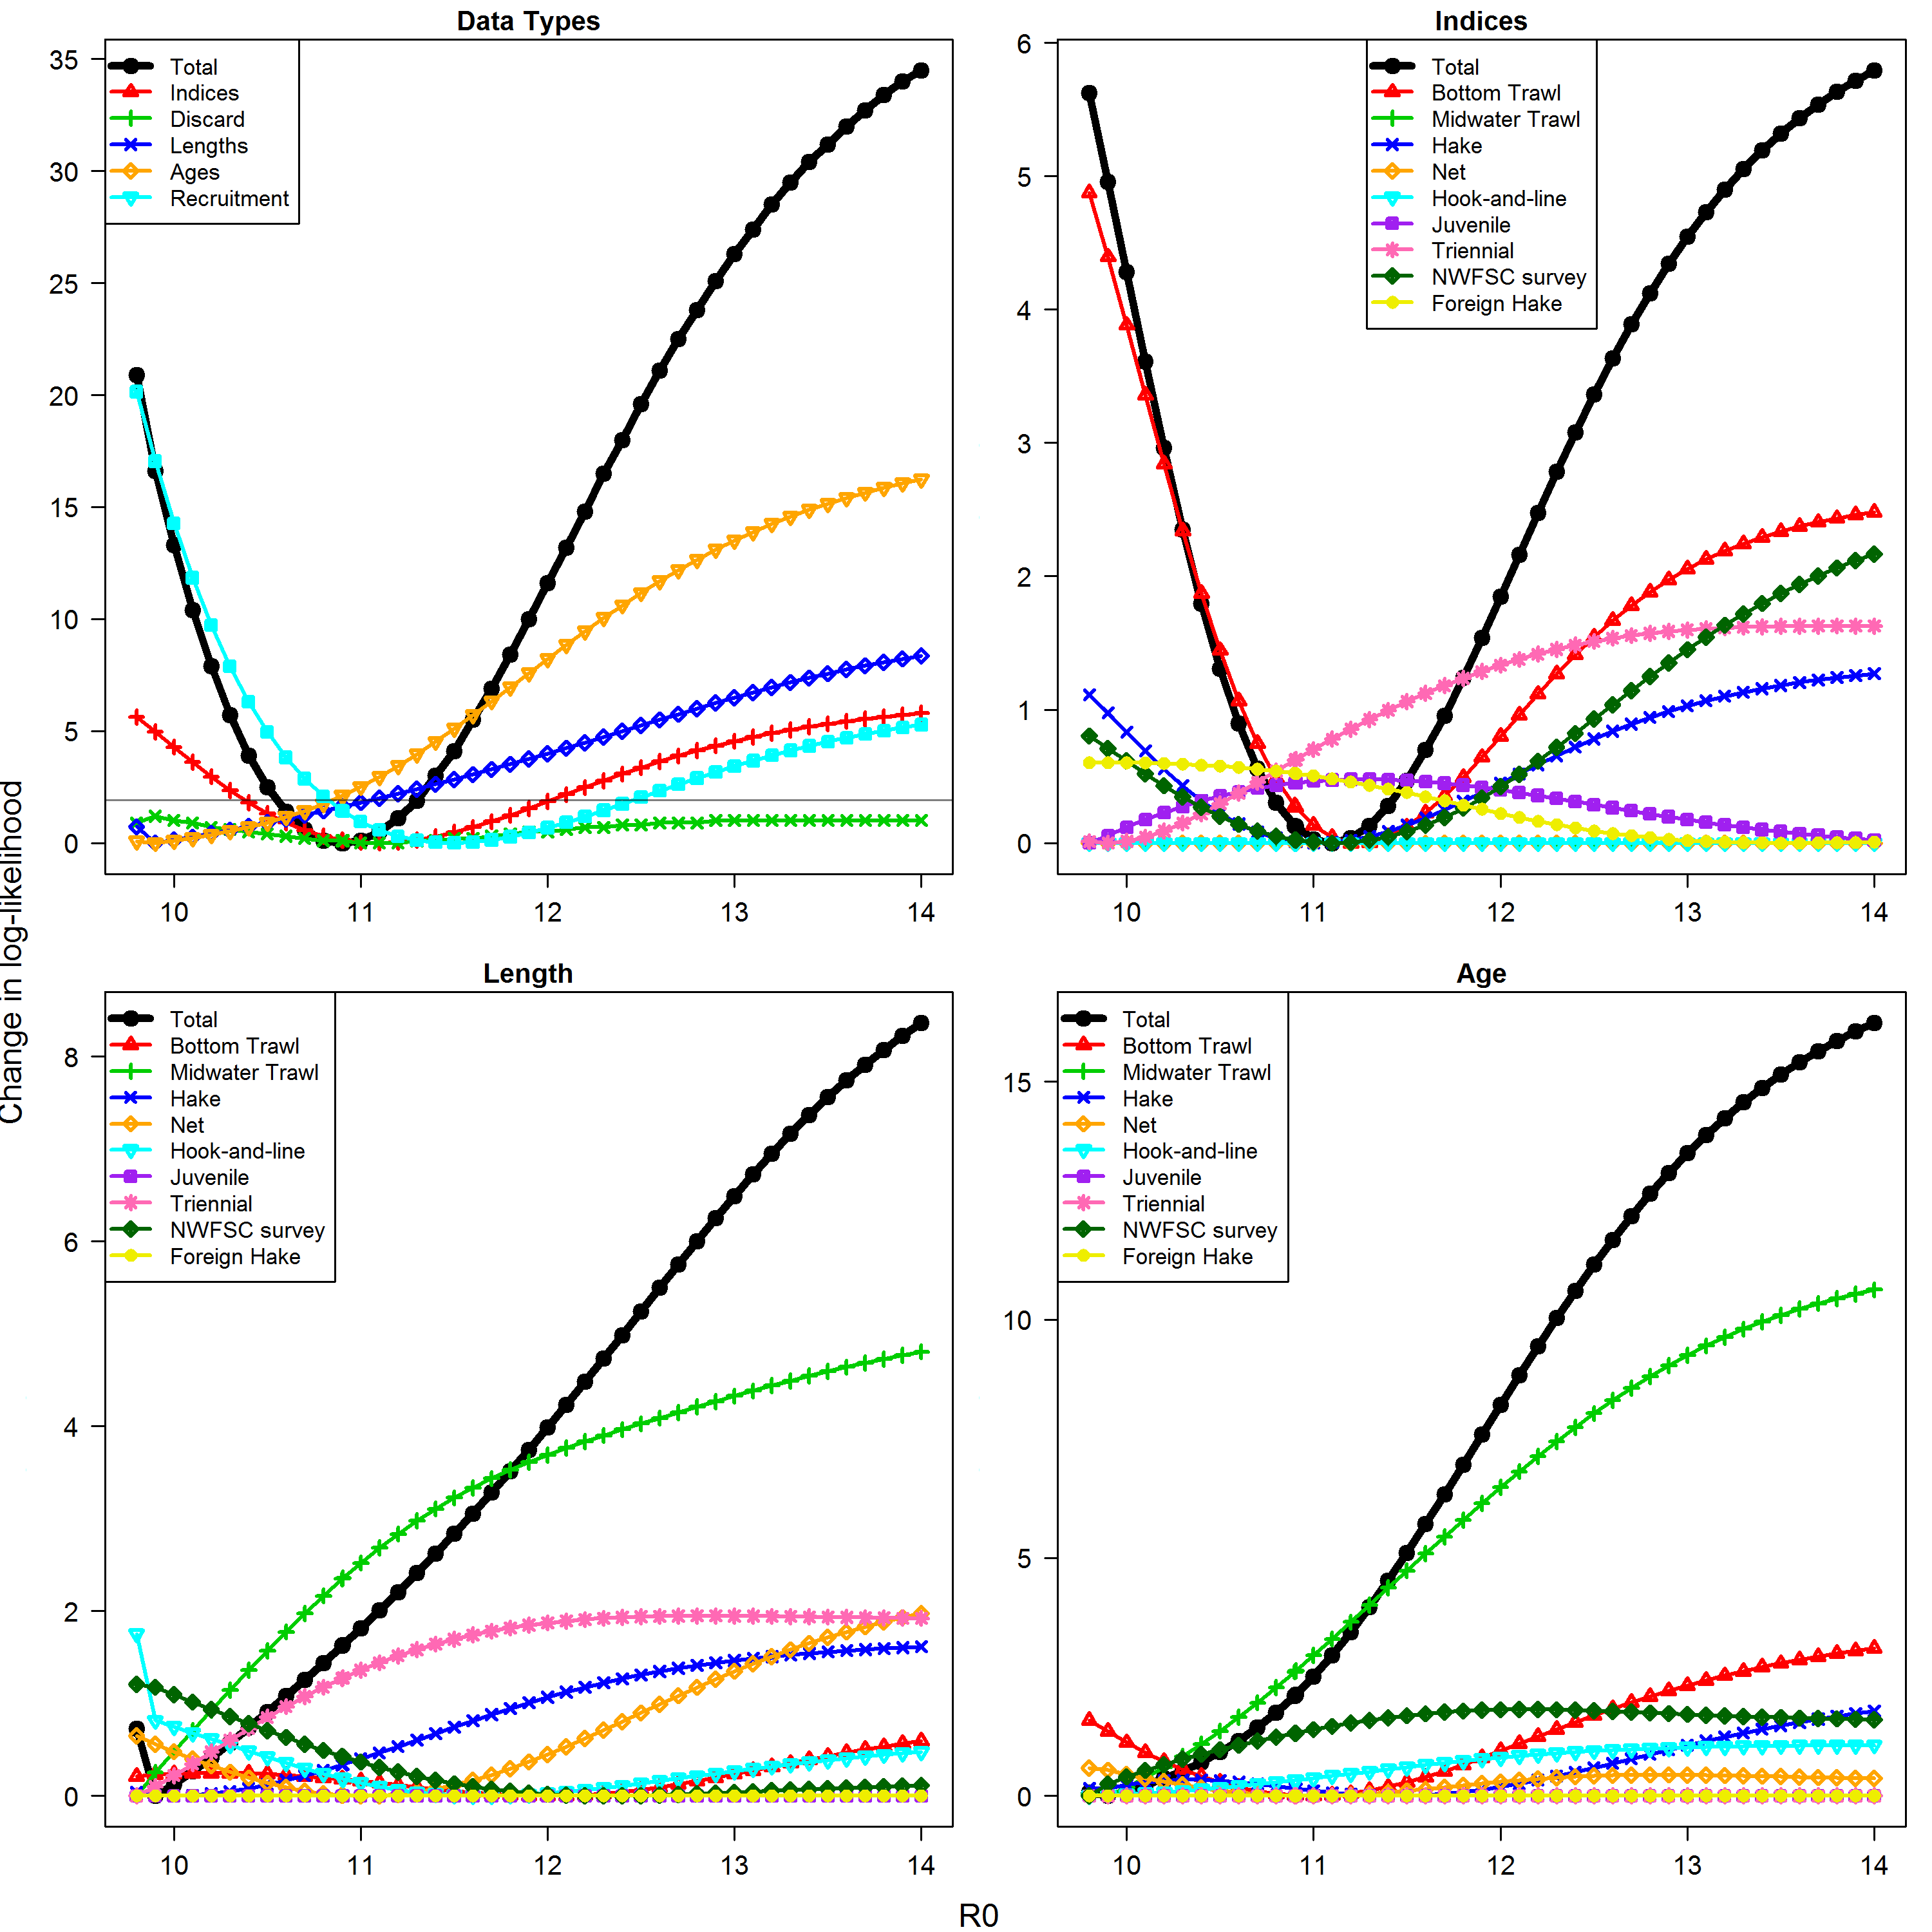 Data Types
35
30
25
20
15
10
5
0
10 11 12 13 14
Total
Indices
Discard
Lengths
Ages
Recruitment
Indices
6
5
4
3
2
1
0
10 11 12 13 14
Total
Bottom Trawl
Midwater Trawl
Hake
Net
Hook-and-line
Juvenile
Triennial
NWFSC survey
Foreign Hake
Change in log-likelihood
Length
8
6
4
2
0
10 11 12 13 14
Total
Bottom Trawl
Midwater Trawl
Hake
Net
Hook-and-line
Juvenile
Triennial
NWFSC survey
Foreign Hake
Age
15
10
5
0
10 11 12 13 14
Total
Bottom Trawl
Midwater Trawl
Hake
Net
Hook-and-line
Juvenile
Triennial
NWFSC survey
Foreign Hake
R0